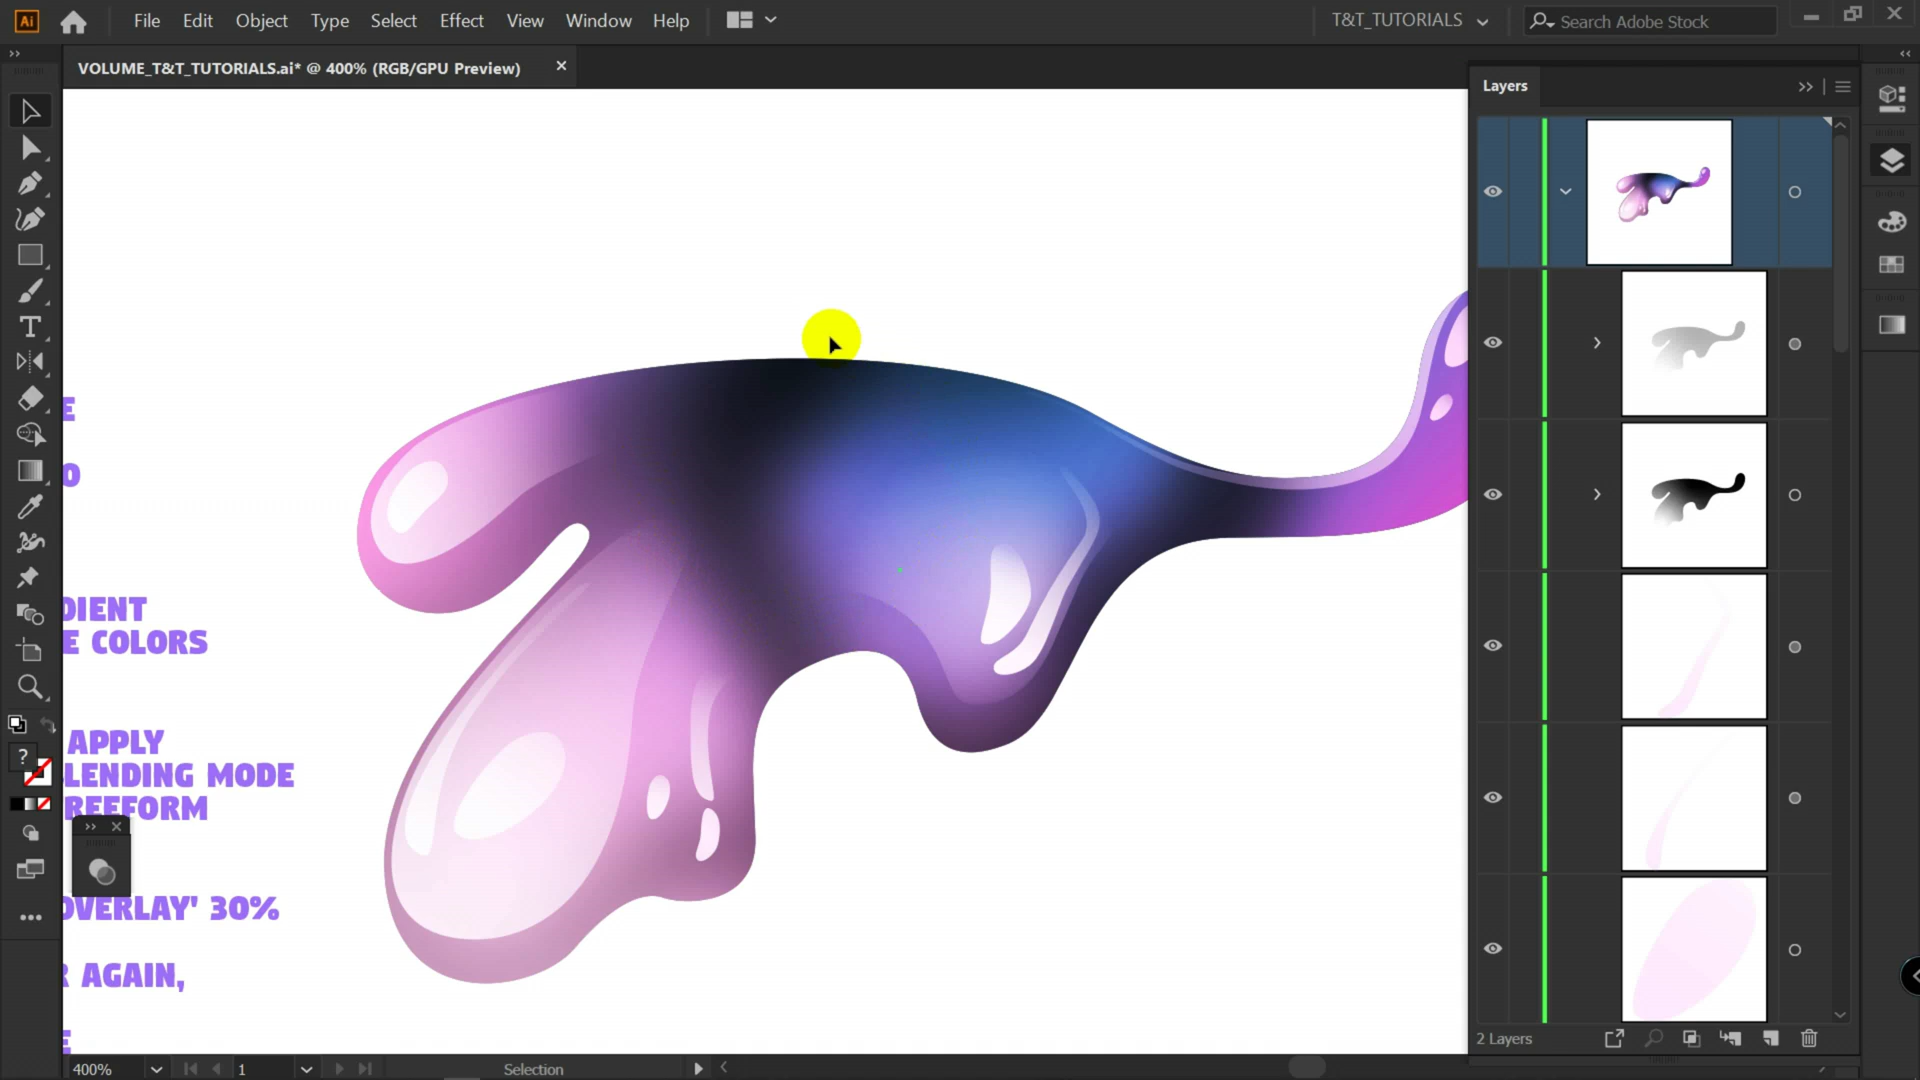 Ai File Edit Object Type Select Effect View Window Help T&T_TUTORIALS Search Adobe Stock
VOLUME_T&T_TUTORIALS.ai* @ 400% (RGB/GPU Preview)
Layers
E
O
DIENT
E COLORS
APPLY
LENDING MODE
REEFORM
OVERLAY' 30%
R AGAIN,
E
2 Layers
400% 1 Selection